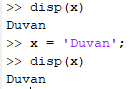 >> disp(x)
Duvan
>> x = 'Duvan';
>> disp(x)
Duvan